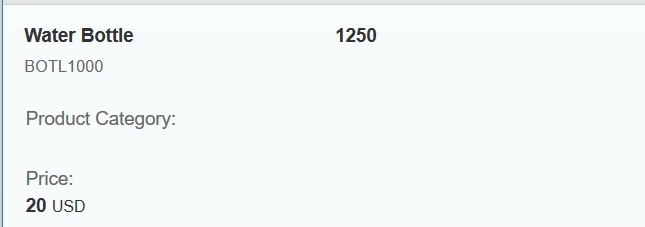 Water Bottle 1250
BOTL1000
Product Category:
Price:
20 USD